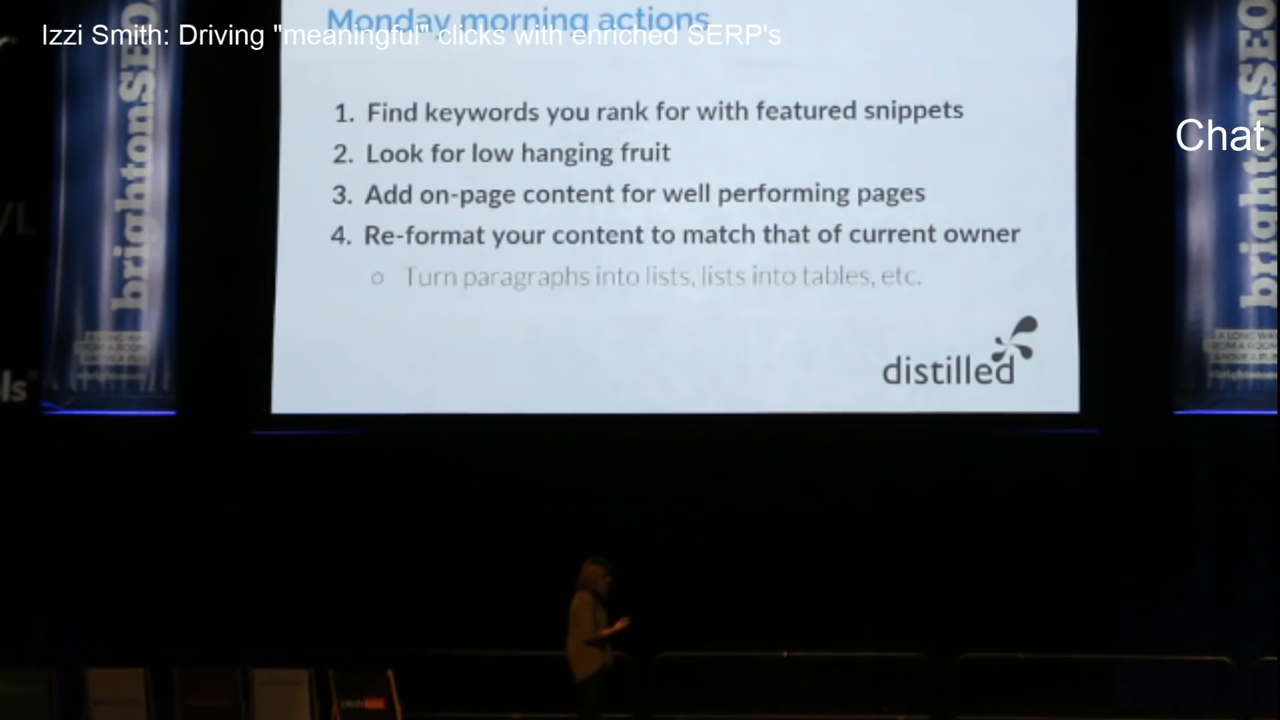 Monday morning actions
Izzi Smith: Driving "meaningful" clicks with enriched SERP's
1. Find keywords you rank for with featured snippets
2. Look for low hanging fruit
3. Add on-page content for well performing pages
4. Re-format your content to match that of current owner
○ Turn paragraphs into lists, lists into tables, etc.
distilled
Chat
brightonSEO
brightonSEO